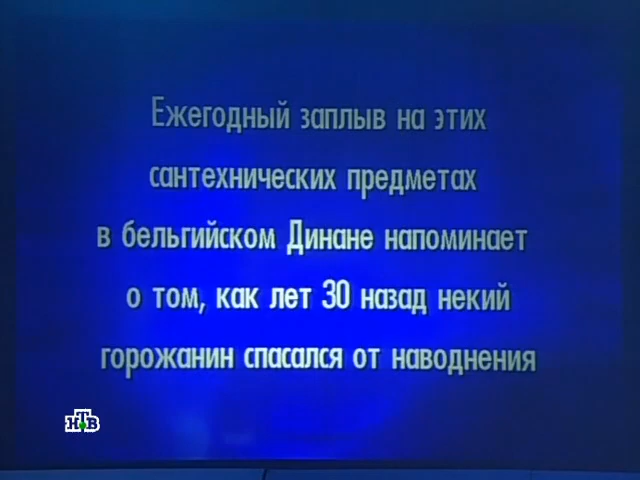 Ежегодный заплыв на этих
сантехнических предметах
в бельгийском Динане напоминает
о том, как лет 30 назад некий
горожанин спасался от наводнения
НТВ